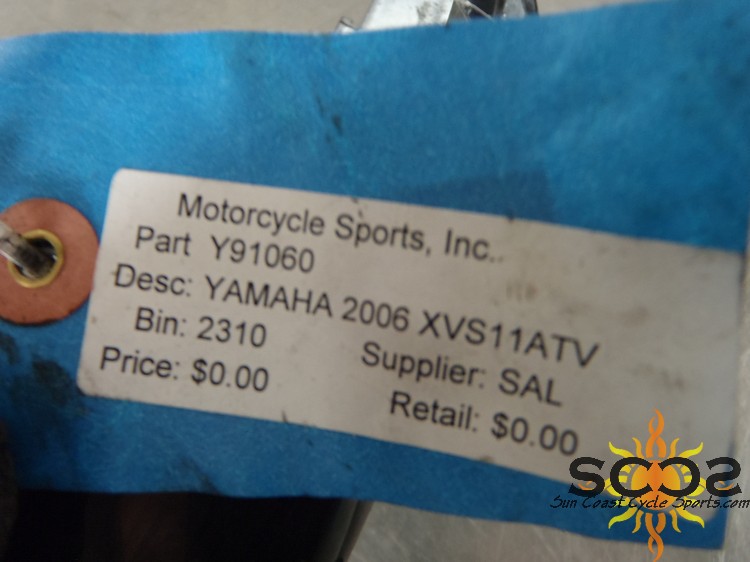 Motorcycle Sports, Inc..
Part Y91060
Desc: YAMAHA 2006 XVS11ATV
Bin: 2310 Supplier: SAL
Price: $0.00 Retail: $0.00
SCCS
Sun Coast Cycle Sports.com